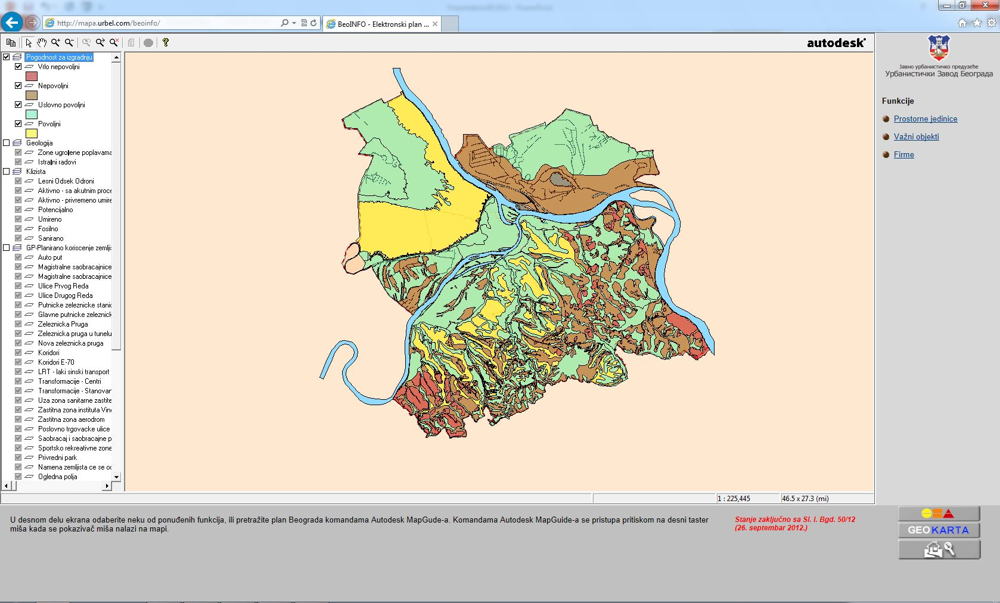 http://mapa.urbel.com/beoinfo/
BeoINFO - Elektronski plan ...
autodesk
Pogodnost za izgradnju
Vrlo nepovoljni
Nepovoljni
Uslovno povoljni
Povoljni
Geologija
Zone ugrolene poplavama
Istralni radovi
Klizista
Lesni Odsek Odroni
Aktivno - sa akutnim proce
Aktivno - privremeno umire
Potencijalno
Umireno
Fosilno
Sanirano
GP-Planirano koriscenje zemljis
Auto put
Magistralne saobracajnice
Magistralne saobracajnice
Ulice Prvog Reda
Ulice Drugog Reda
Putnicke zeleznicke stanic
Glavne putnicke zeleznick
Zeleznicka Pruga
Zeleznicka pruga u tunelu
Nova zeleznicka pruga
Koridori
Koridori E-70
LRT - laki sinski transport
Transformacije - Centri
Transformacije - Stanovar
Uza zona sanitarne zastite
Zastitna zona instituta Vin
Zastitna zona aerodrom
Poslovno trgovacke ulice
Saobracaj i saobracajne p
Sportsko rekreativne zone
Privredni park
Namena zemljista ce se od
Ogledna polja
1 : 225,445
46.5 x 27.3 (mi)
Јавно урбанистичко предузеће
Урбанистички Завод Београда
Funkcije
Prostorne jedinice
Važni objekti
Firme
U desnom delu ekrana odaberite neku od ponuđenih funkcija, ili pretražite plan Beograda komandama Autodesk MapGude-a. Komandama Autodesk MapGuide-a se pristupa pritiskom na desni taster
miša kada se pokazivač miša nalazi na mapi.
Stanje zaključno sa Sl. l. Bgd. 50/12
(26. septembar 2012.)
GEOKARTA